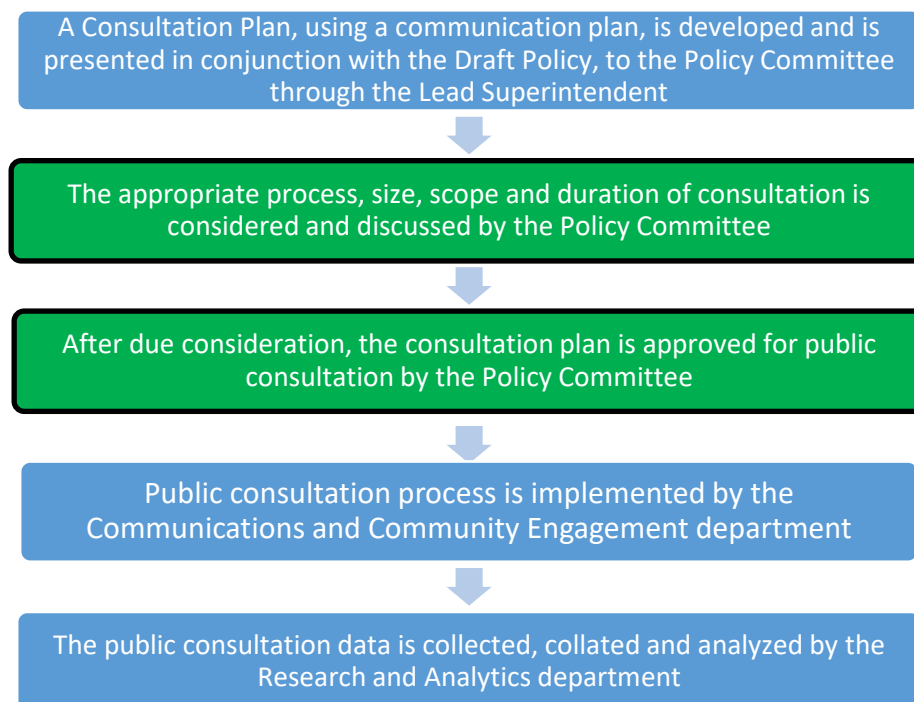 A Consultation Plan, using a communication plan, is developed and is
presented in conjunction with the Draft Policy, to the Policy Committee
through the Lead Superintendent
The appropriate process, size, scope and duration of consultation is
considered and discussed by the Policy Committee
After due consideration, the consultation plan is approved for public
consultation by the Policy Committee
Public consultation process is implemented by the
Communications and Community Engagement department
The public consultation data is collected, collated and analyzed by the
Research and Analytics department